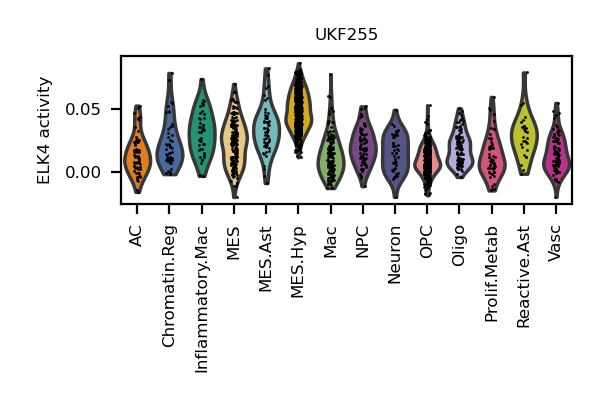 UKF255
ELK4 activity
0.05
0.00
AC
Chromatin.Reg
Inflammatory.Mac
MES
MES.Ast
MES.Hyp
Mac
NPC
Neuron
OPC
Oligo
Prolif.Metab
Reactive.Ast
Vasc